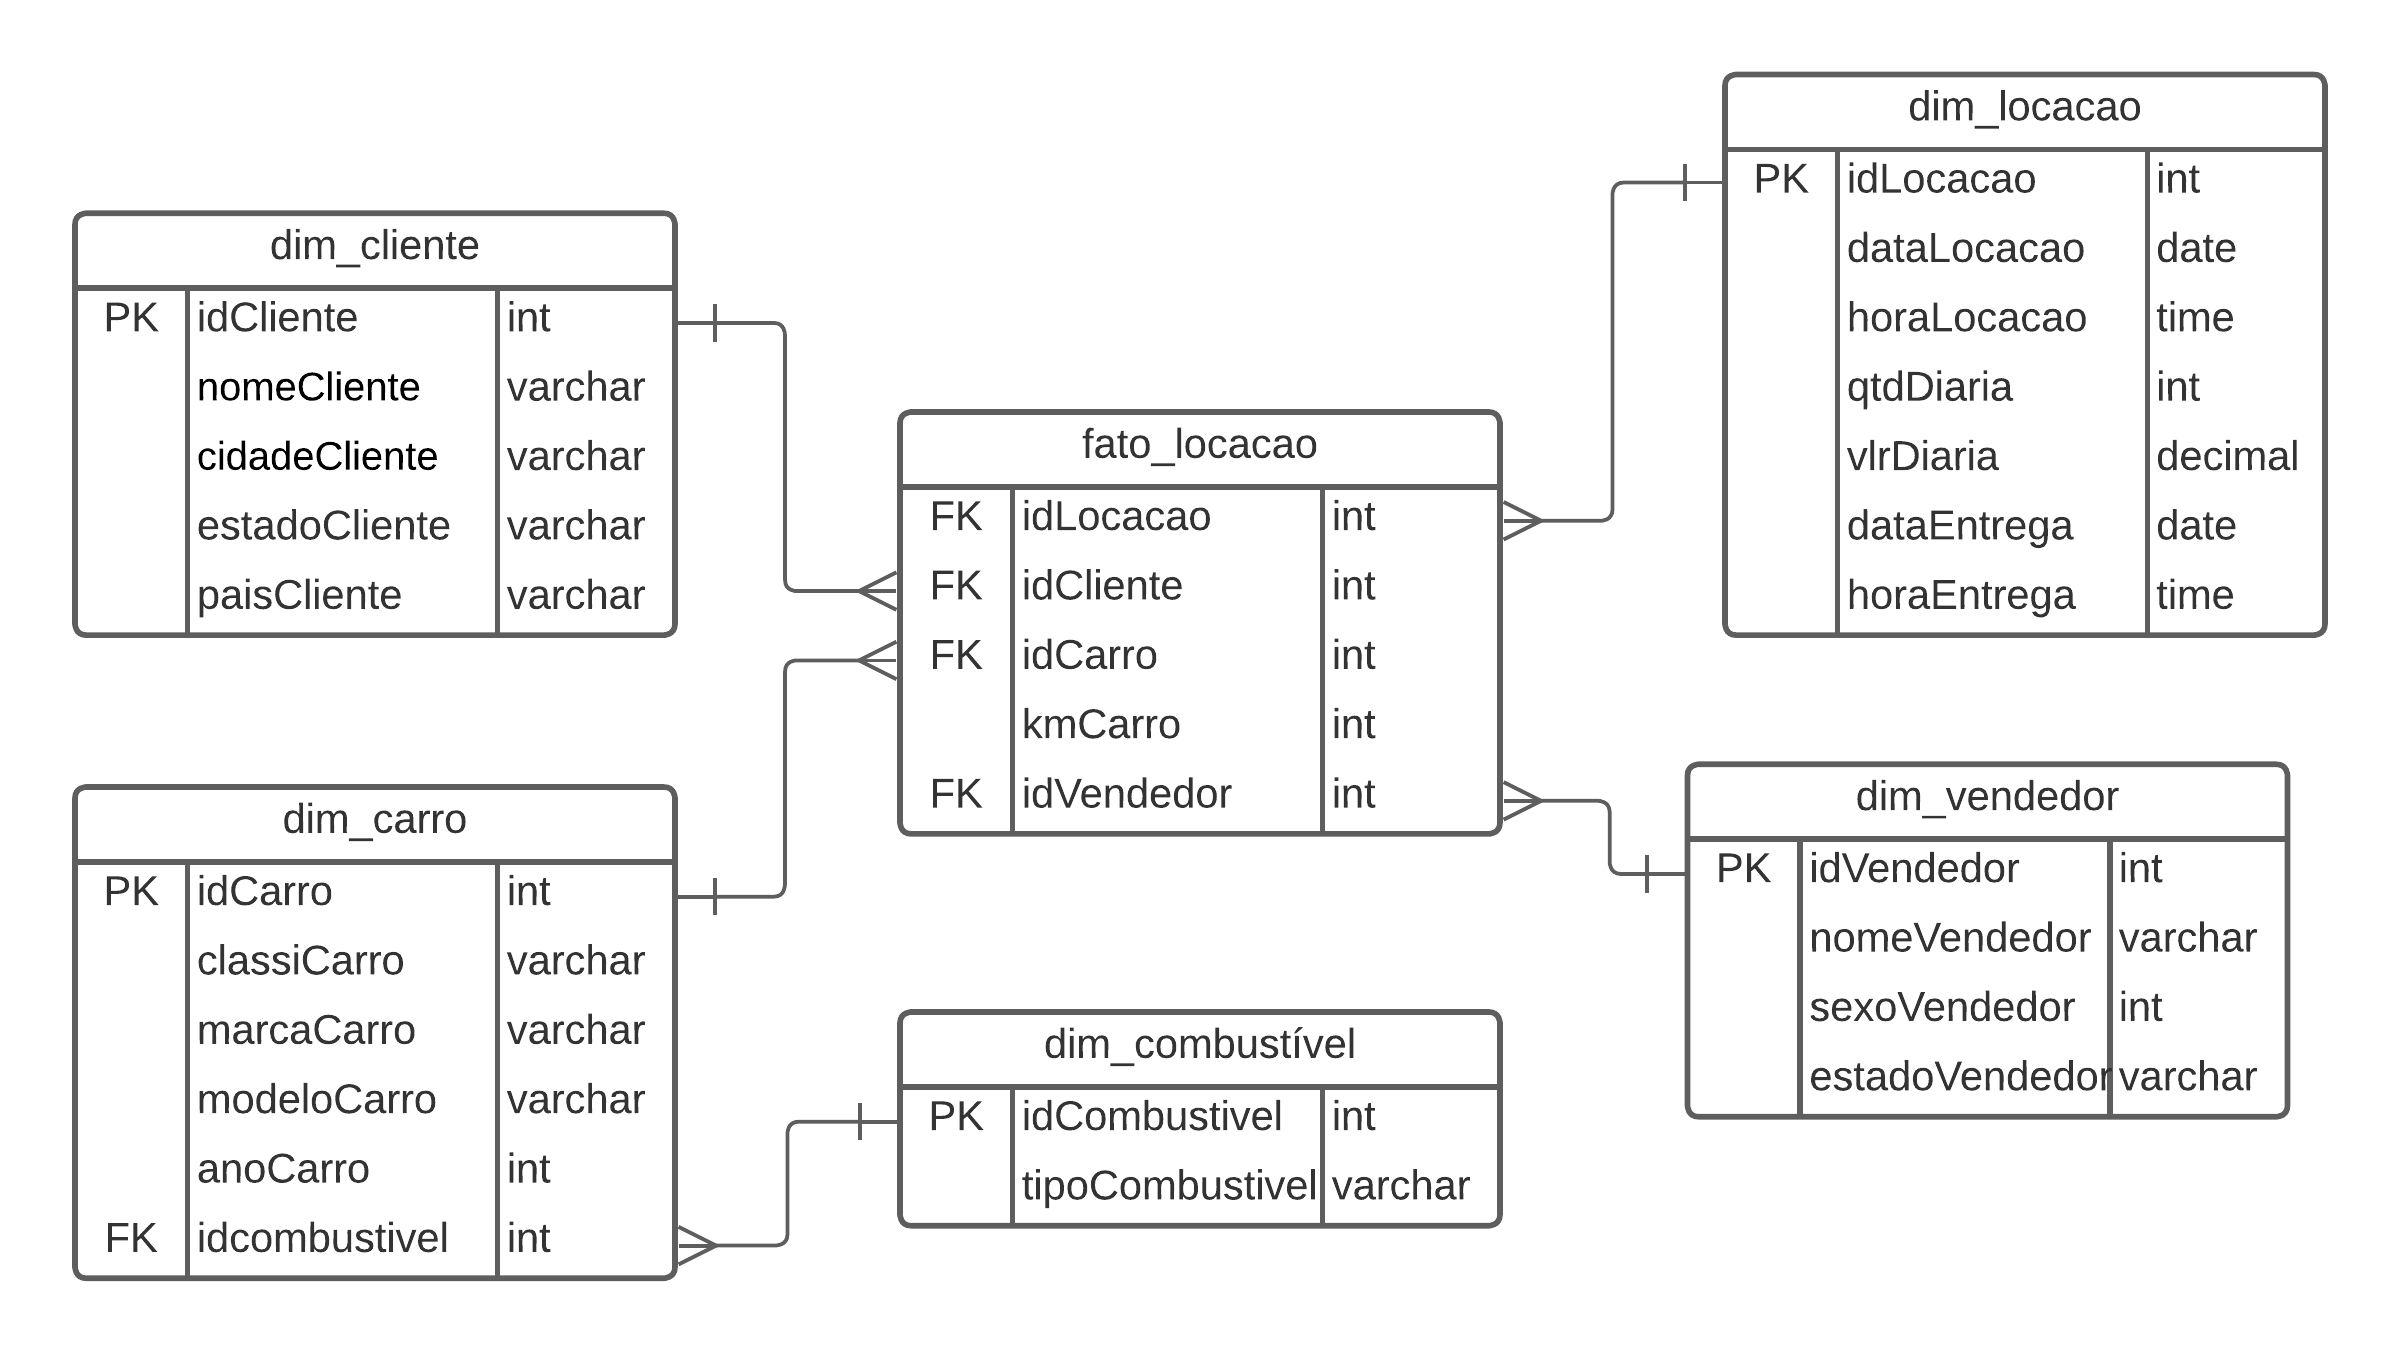 dim_cliente
PK idCliente int
nomeCliente varchar
cidadeCliente varchar
estadoCliente varchar
paisCliente varchar
dim_carro
PK idCarro int
classiCarro varchar
marcaCarro varchar
modeloCarro varchar
anoCarro int
FK idcombustivel int
fato_locacao
FK idLocacao int
FK idCliente int
FK idCarro int
kmCarro int
FK idVendedor int
dim_combustível
PK idCombustivel int
tipoCombustivel varchar
dim_locacao
PK idLocacao int
dataLocacao date
horaLocacao time
qtdDiaria int
vlrDiaria decimal
dataEntrega date
horaEntrega time
dim_vendedor
PK idVendedor int
nomeVendedor varchar
sexoVendedor int
estadoVendedor varchar